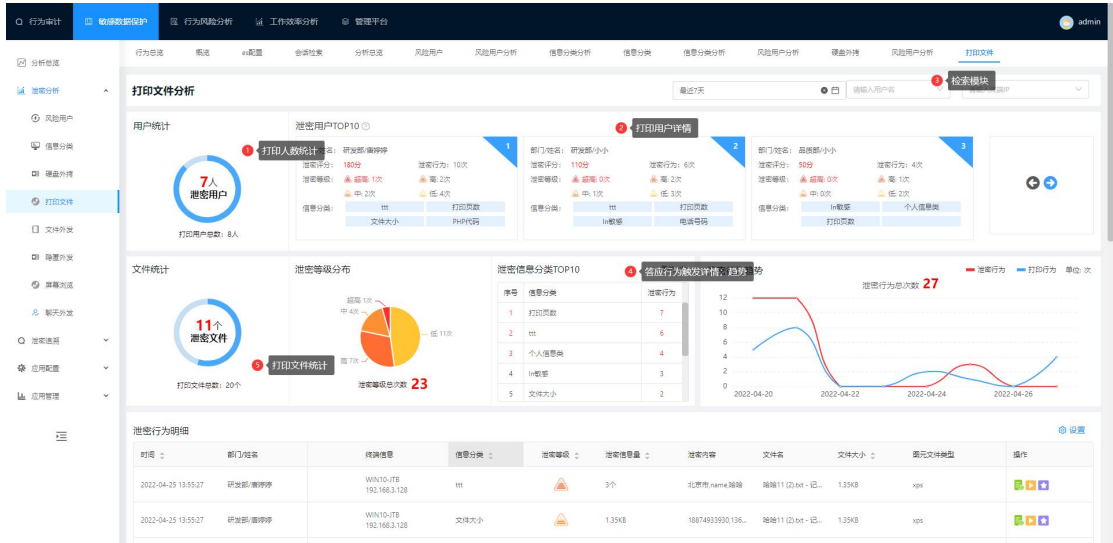 行为审计 敏感数据保护 行为风险分析 工作效率分析 管理平台 小小
行为总览 概览 es配置 会话检索 分析总览 风险用户 风险用户分析 信息分类分析 信息分类 信息分类分析 风险用户分析 硬盘外拷 风险用户分析 打印文件
分析总览
泄密分析
风险用户
信息分类
硬盘外拷
打印文件
文件外发
隐匿外发
屏幕浏览
聊天外发
泄密追溯
应用配置
应用管理
打印文件分析
最近7天 请输入用户名
3 检索模块
用户统计
7人
泄密用户
打印用户总数: 8人
1 打印人数统计
泄密用户TOP10
2 打印用户详情
研发部/唐婷婷 1
泄密评分: 180分 泄密行为: 10次
泄密等级: 超高: 1次 高: 2次
中: 2次 低: 4次
信息分类: ttt 打印页数
文件大小 PHP代码
部门/姓名: 研发部/小小 2
泄密评分: 110分 泄密行为: 6次
泄密等级: 超高: 0次 高: 2次
中: 1次 低: 3次
信息分类: ttt 打印页数
ln敏感 电话号码
部门/姓名: 品质部/小小 3
泄密评分: 50分 泄密行为: 4次
泄密等级: 超高: 0次 高: 1次
中: 0次 低: 2次
信息分类: ln敏感 个人信息类
打印页数
文件统计
11个
泄密文件
打印文件总数: 20个
5 打印文件统计
泄密等级分布
超高 1次
中 4次
低 11次
高 7次
泄密等级总次数 23
泄密信息分类TOP10
4 答应行为触发详情，趋势
序号 信息分类 泄密行为
1 打印页数 7
2 ttt 6
3 个人信息类 4
4 ln敏感 3
5 文件大小 2
势
泄密行为 打印行为 单位: 次
泄密行为总次数 27
12
10
8
6
4
2
0
2022-04-20 2022-04-22 2022-04-24 2022-04-26
泄密行为明细 设置
时间 部门/姓名 终端信息 信息分类 泄密等级 泄密信息量 泄密内容 文件名 文件大小 图元文件类型 操作
2022-04-25 13:55:27 研发部/唐婷婷 WIN10-JTB
192.168.3.128 ttt 3个 北京市,name,哈哈 哈哈11 (2).txt - 记... 1.35KB xps
2022-04-25 13:55:27 研发部/唐婷婷 WIN10-JTB
192.168.3.128 文件大小 1.35KB 18874933930,136... 哈哈11 (2).txt - 记... 1.35KB xps